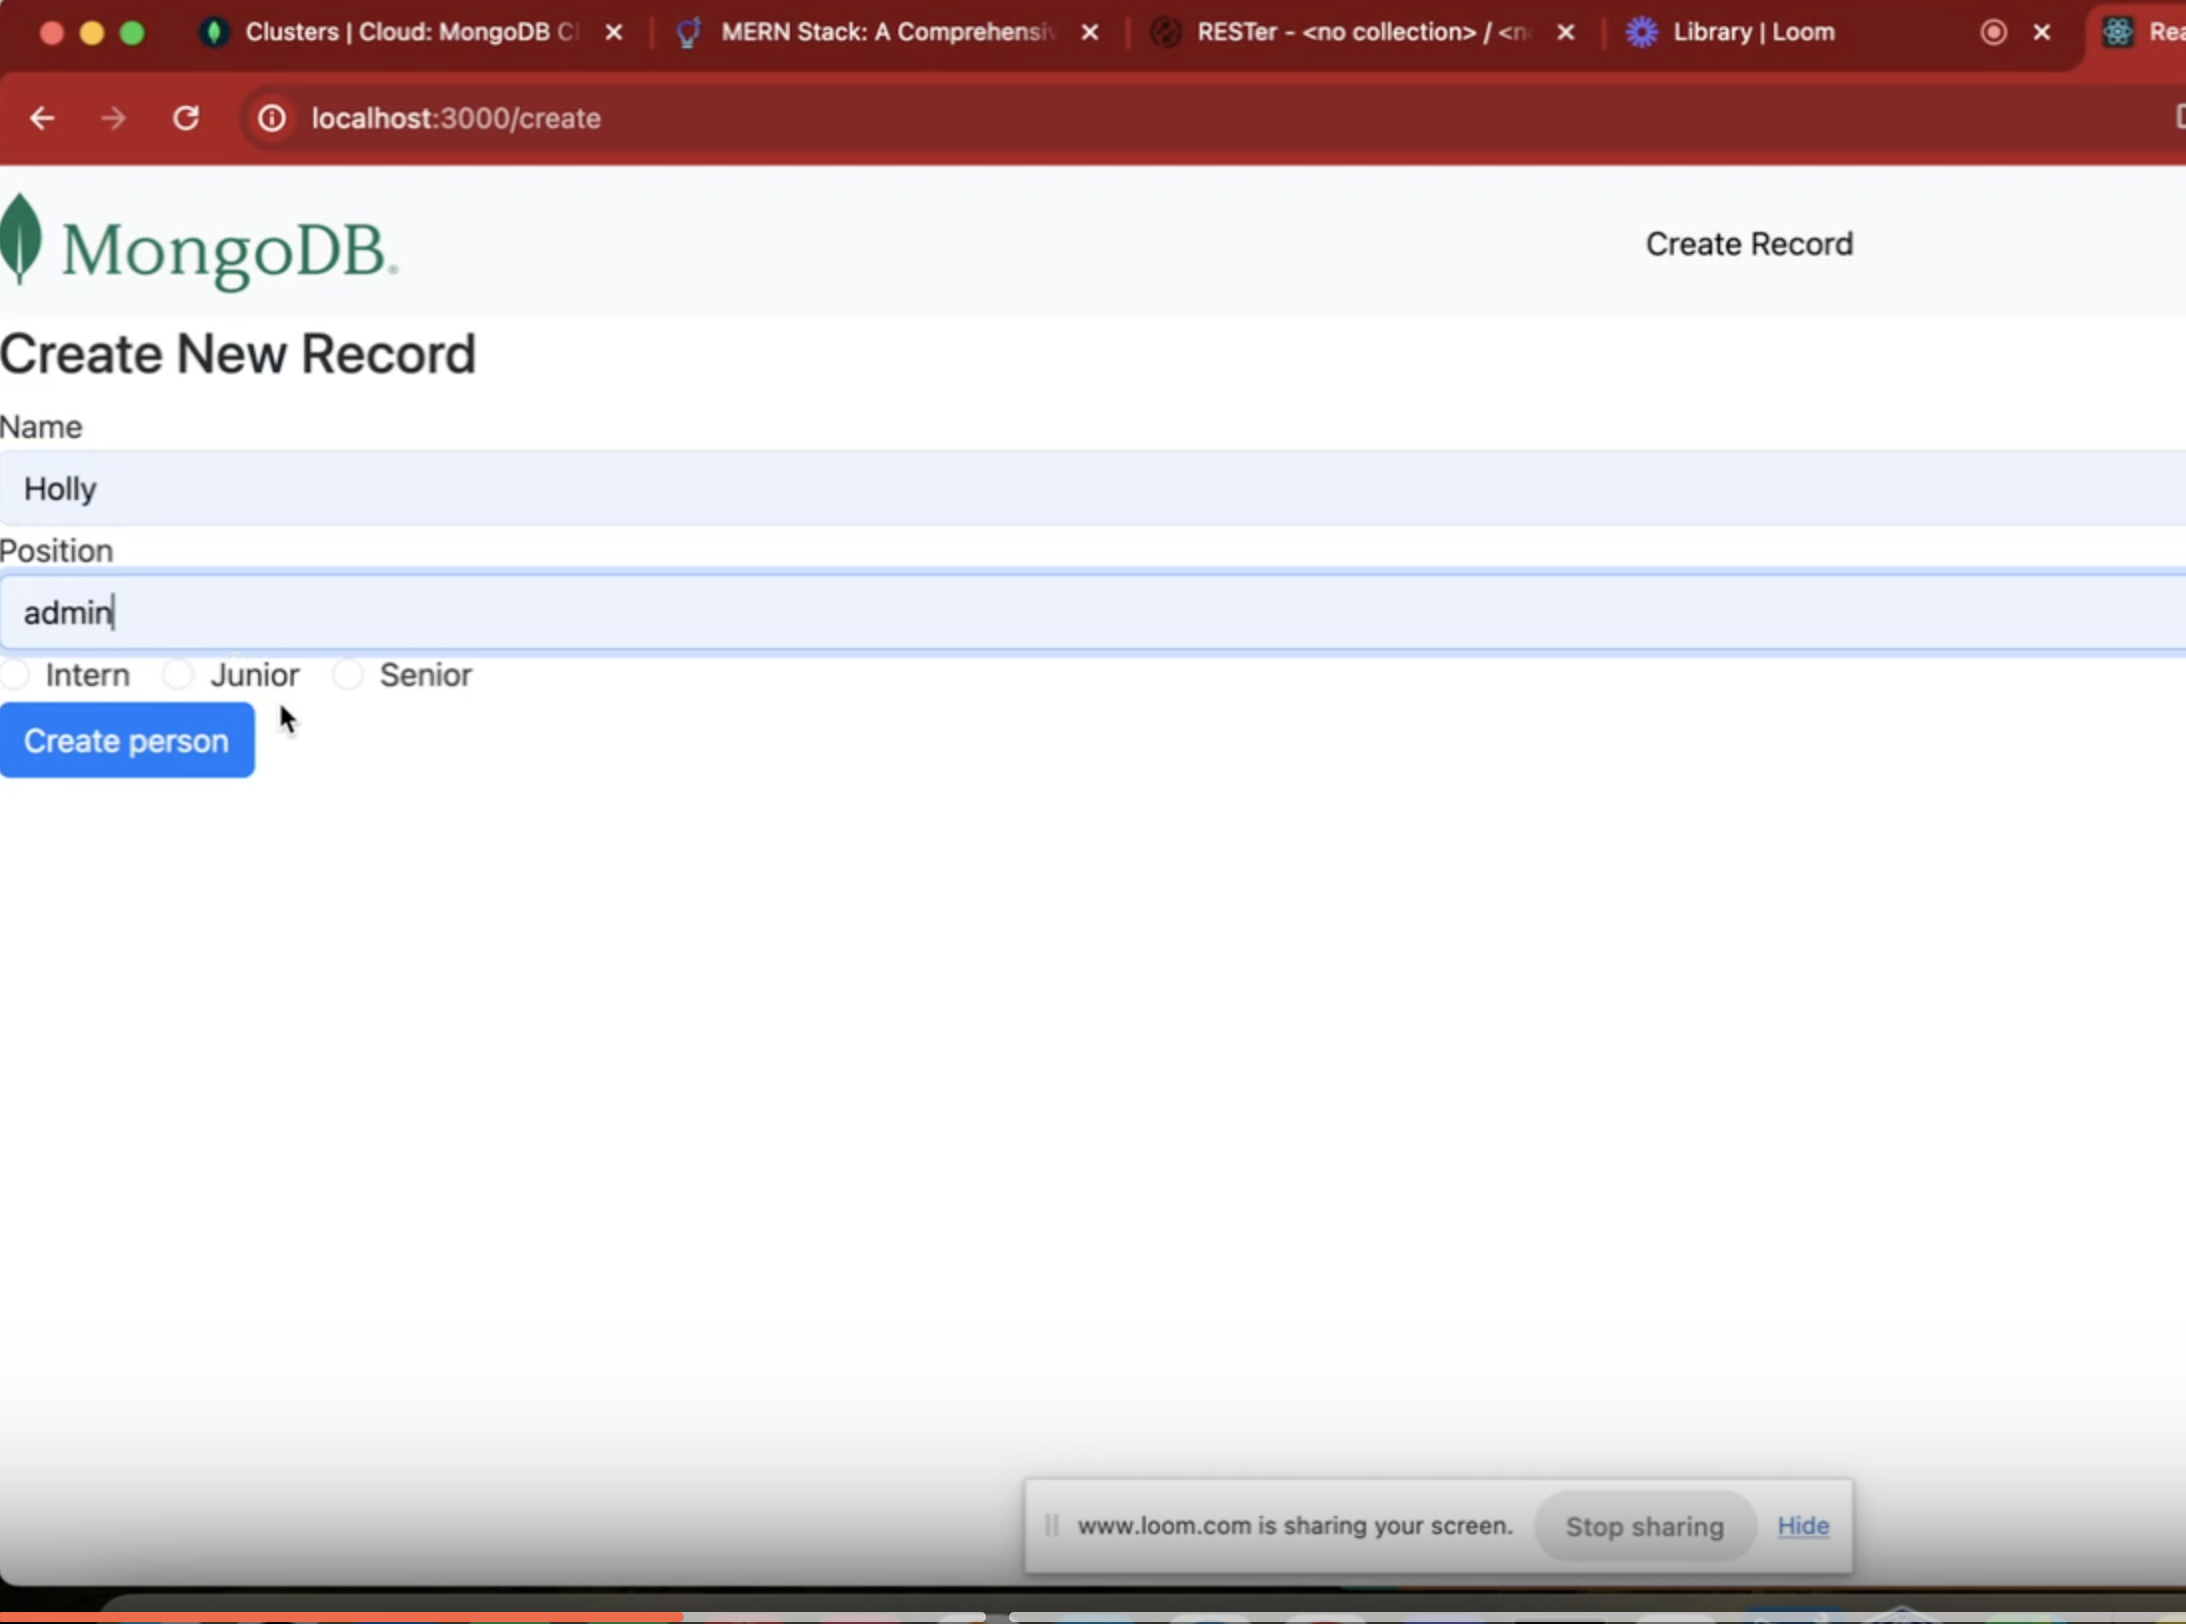 Clusters | Cloud: MongoDB Cl
MERN Stack: A Comprehensiv
RESTer - <no collection> / <no
Library | Loom
Rea
localhost:3000/create
MongoDB®
Create Record
Create New Record
Name
Holly
Position
admin
Intern Junior Senior
Create person
www.loom.com is sharing your screen. Stop sharing Hide